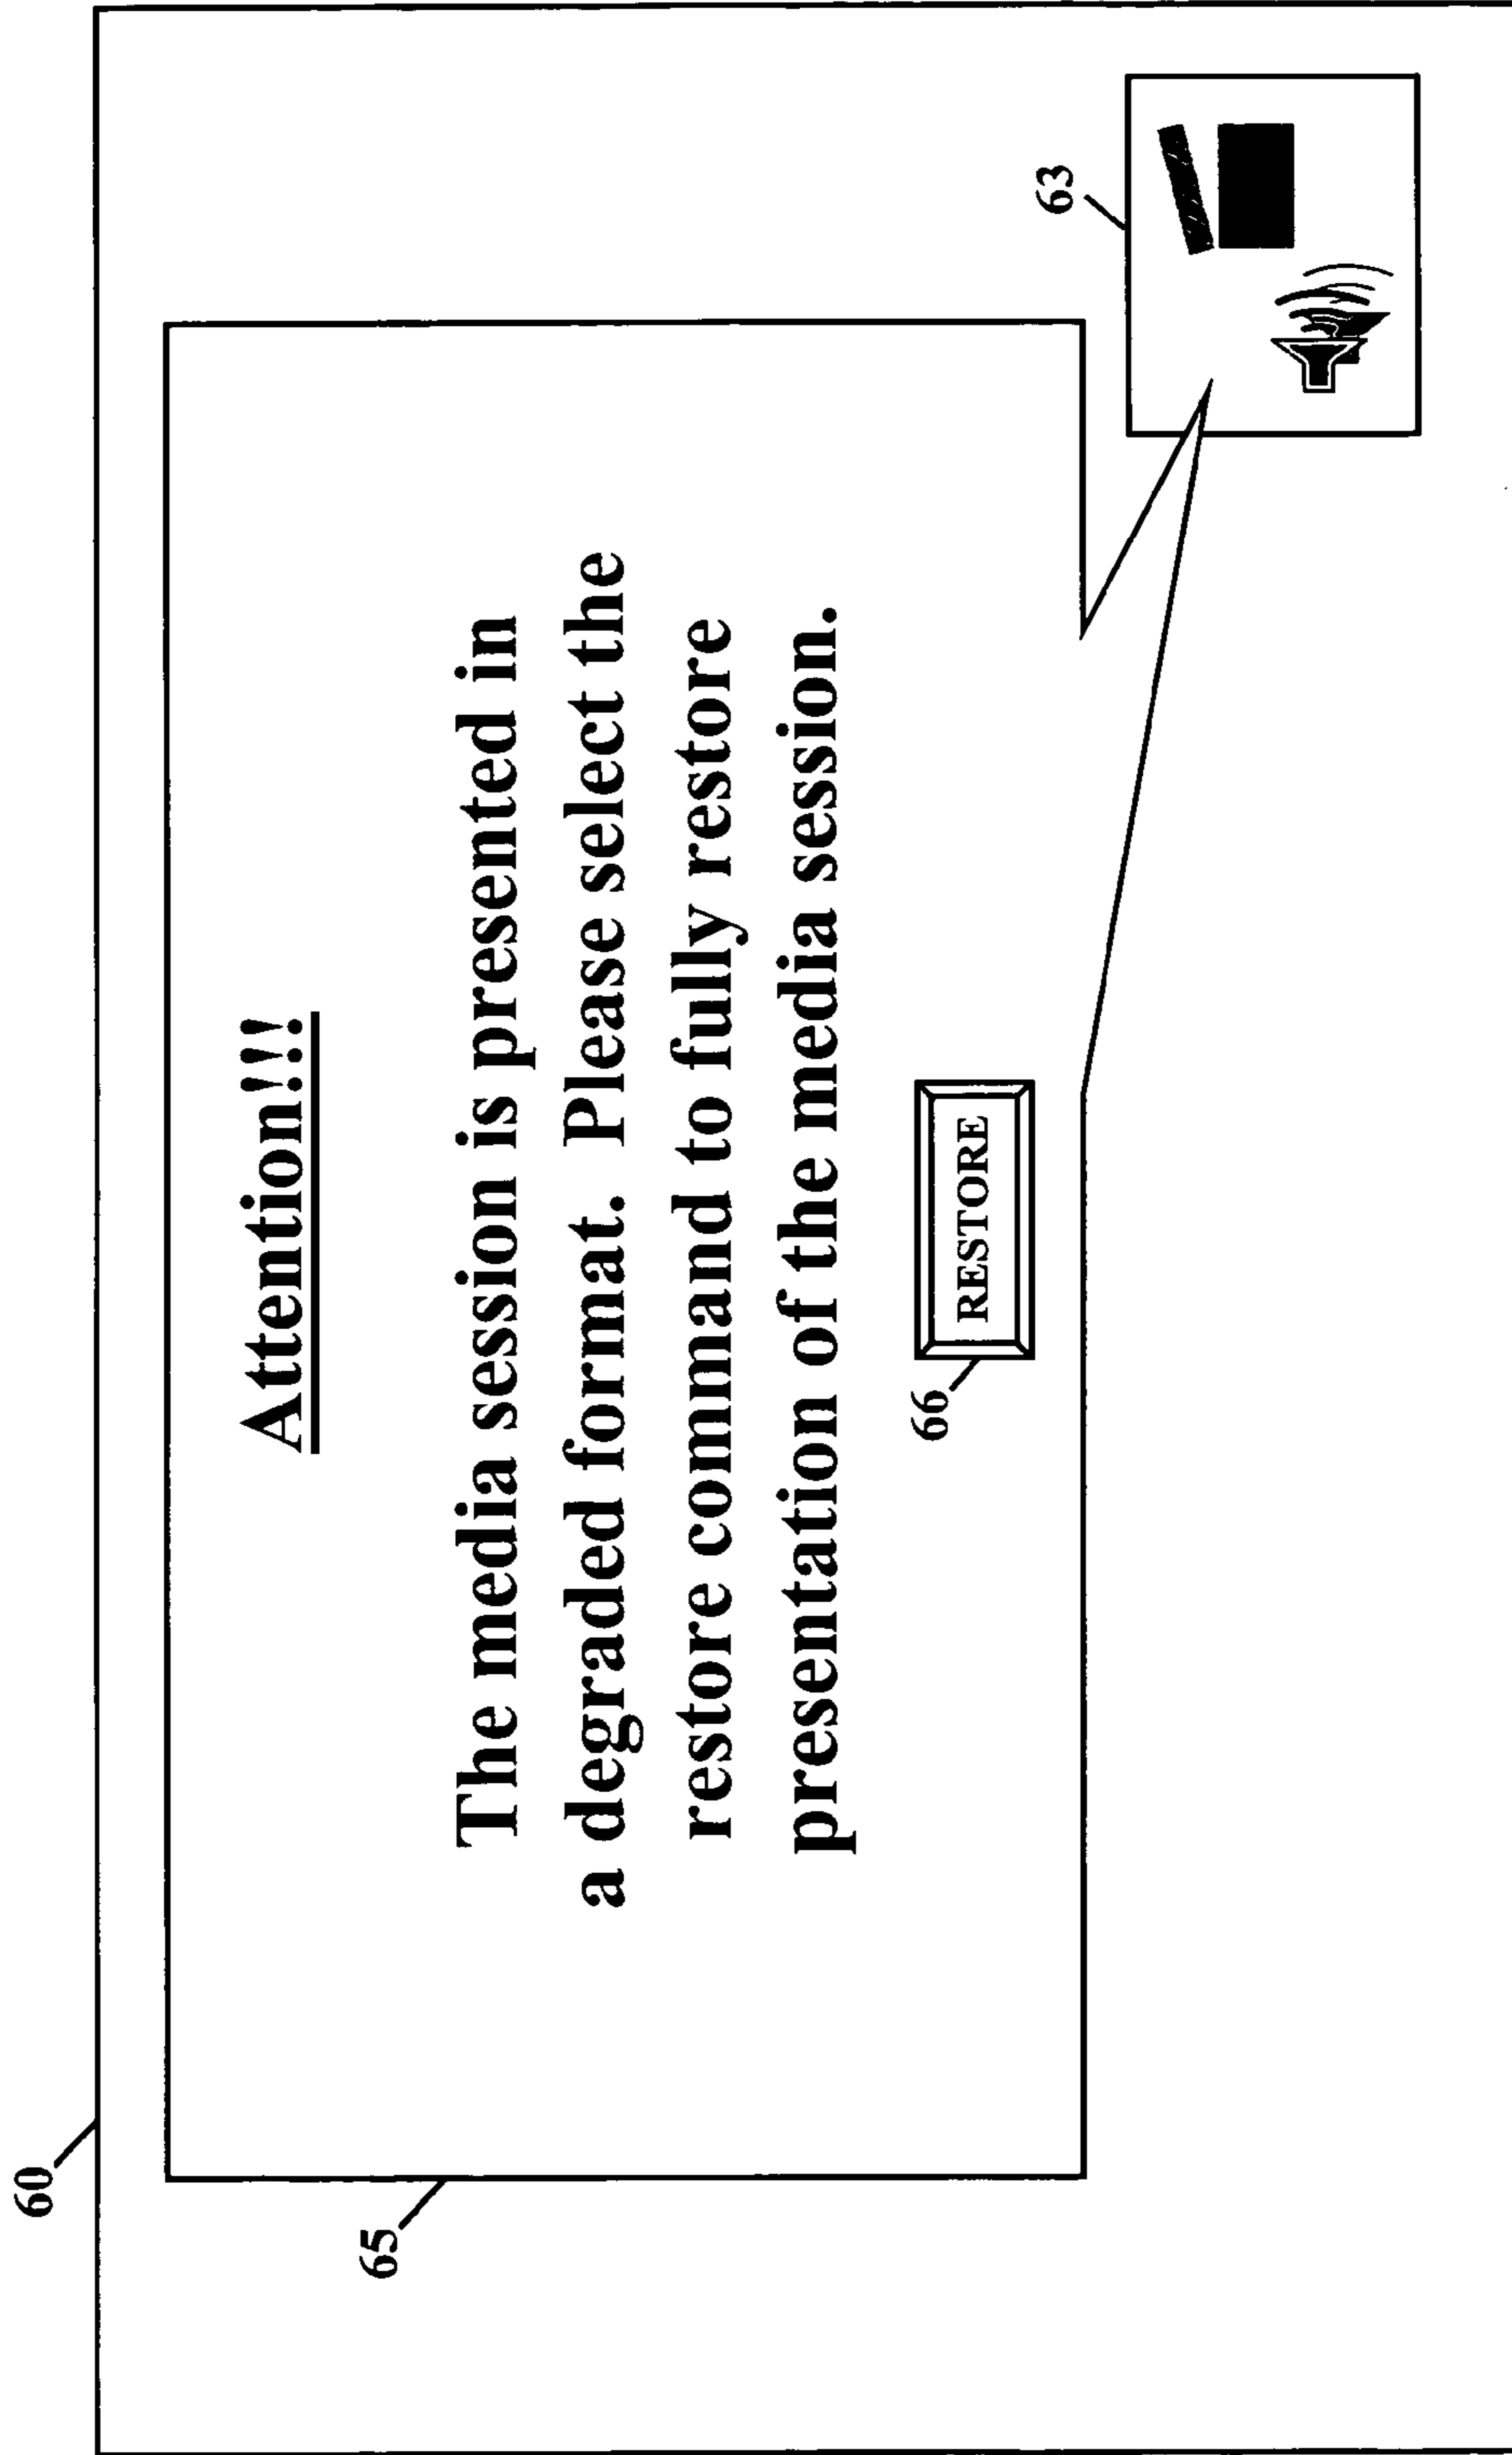 60
65
Attention!!!
The media session is presented in
a degraded format.  Please select the
restore command to fully restore
presentation of the media session.
66
RESTORE
63